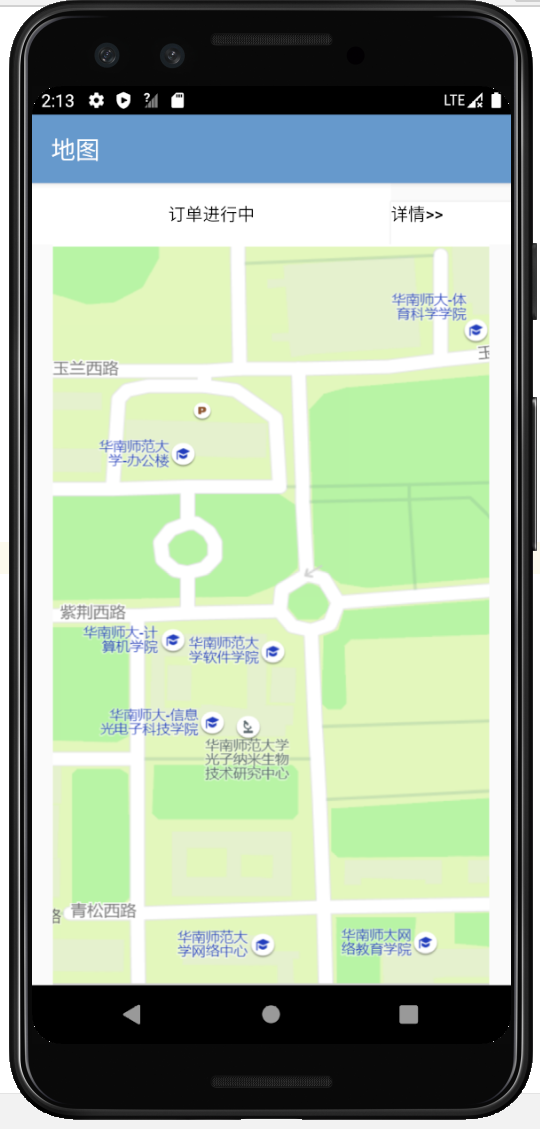 2:13
LTE
地图
订单进行中
详情>>
华南师大-体
育科学学院
玉兰西路
P
华南师范大
学-办公楼
紫荆西路
华南师大-计
算机学院
华南师范大
学软件学院
华南师大-信息
光电子科技学院
华南师范大学
光子纳米生物
技术研究中心
路
青松西路
华南师范大
学网络中心
华南师大网
络教育学院